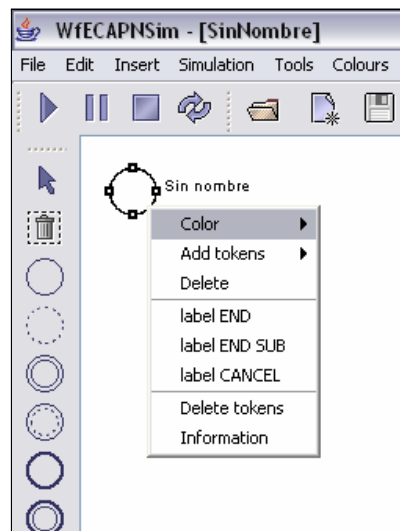 WfECAPNSim - [SinNombre]
File Edit Insert Simulation Tools Colours
Sin nombre
Color
Add tokens
Delete
label END
label END SUB
label CANCEL
Delete tokens
Information